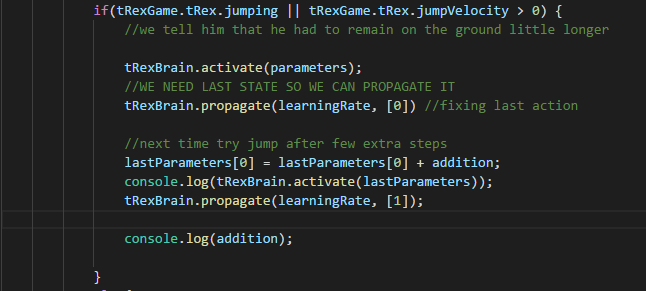 if(tRexGame.tRex.jumping || tRexGame.tRex.jumpVelocity > 0) {
//we tell him that he had to remain on the ground little longer
tRexBrain.activate(parameters);
//WE NEED LAST STATE SO WE CAN PROPAGATE IT
tRexBrain.propagate(learningRate, [0]) //fixing last action
//next time try jump after few extra steps
lastParameters[0] = lastParameters[0] + addition;
console.log(tRexBrain.activate(lastParameters));
tRexBrain.propagate(learningRate, [1]);
console.log(addition);
}